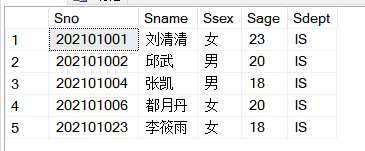 Sno Sname Ssex Sage Sdept
1 202101001 刘清清 女 23 IS
2 202101002 邱武 男 20 IS
3 202101004 张凯 男 18 IS
4 202101006 都月丹 女 20 IS
5 202101023 李筱雨 女 18 IS